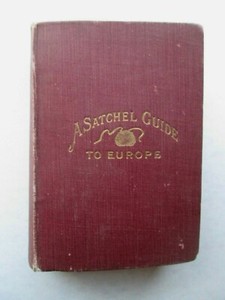 A SATCHEL GUIDE
TO EUROPE